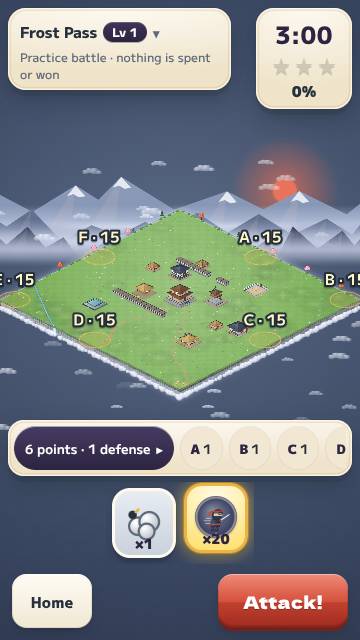 Frost Pass Lv 1 ▾
Practice battle · nothing is spent
or won
3:00
0%
F · 15
A · 15
E · 15
B · 15
D · 15
C · 15
6 points · 1 defense ▸
A 1
B 1
C 1
D
×1
×20
Home
Attack!